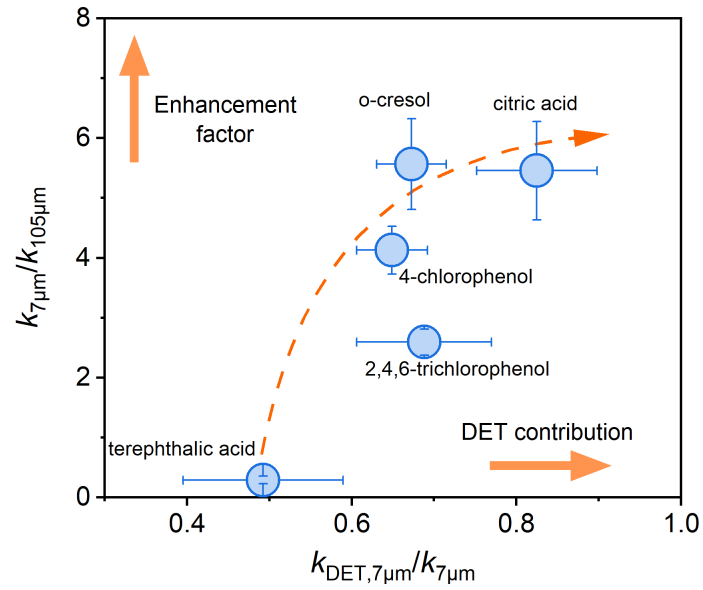 8
6
4
2
0
k7μm/k105μm
Enhancement
factor
o-cresol
citric acid
4-chlorophenol
2,4,6-trichlorophenol
terephthalic acid
DET contribution
0.4
0.6
0.8
1.0
kDET,7μm/k7μm